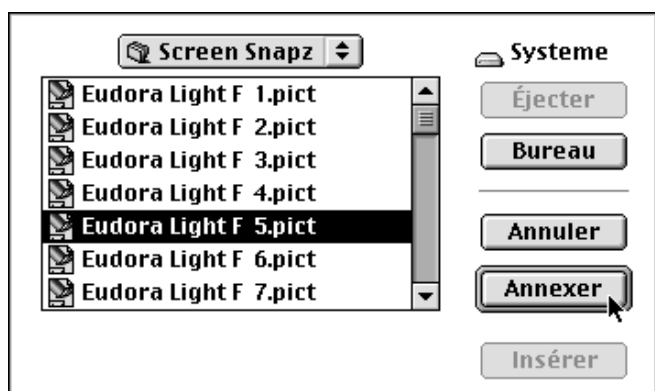 Screen Snapz
Eudora Light F 1.pict
Eudora Light F 2.pict
Eudora Light F 3.pict
Eudora Light F 4.pict
Eudora Light F 5.pict
Eudora Light F 6.pict
Eudora Light F 7.pict
Systeme
Éjecter
Bureau
Annuler
Annexer
Insérer